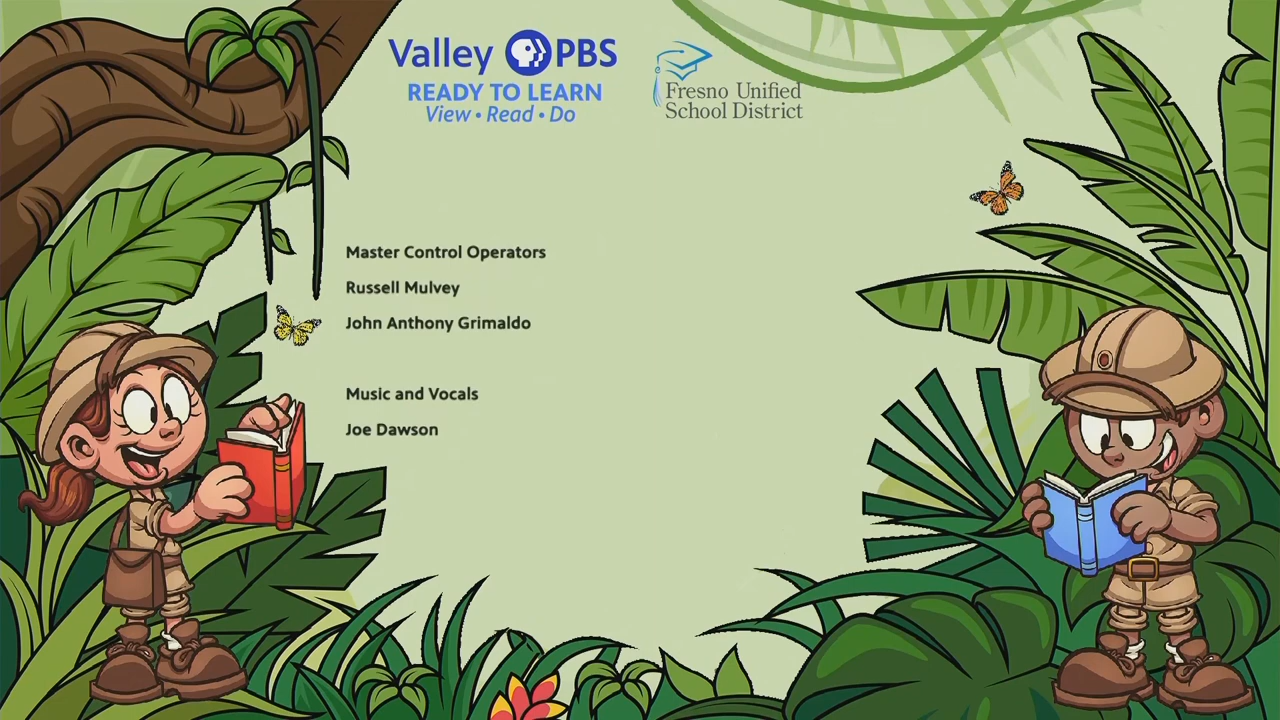 Valley PBS
READY TO LEARN
View • Read • Do
Fresno Unified
School District
Master Control Operators
Russell Mulvey
John Anthony Grimaldo
Music and Vocals
Joe Dawson